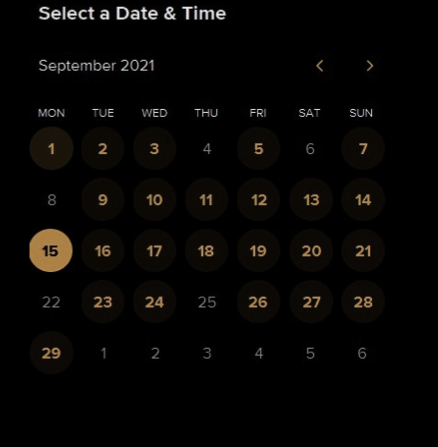 Select a Date & Time
September 2021
MON TUE WED THU FRI SAT SUN
1 2 3 4 5 6 7
8 9 10 11 12 13 14
15 16 17 18 19 20 21
22 23 24 25 26 27 28
29 1 2 3 4 5 6